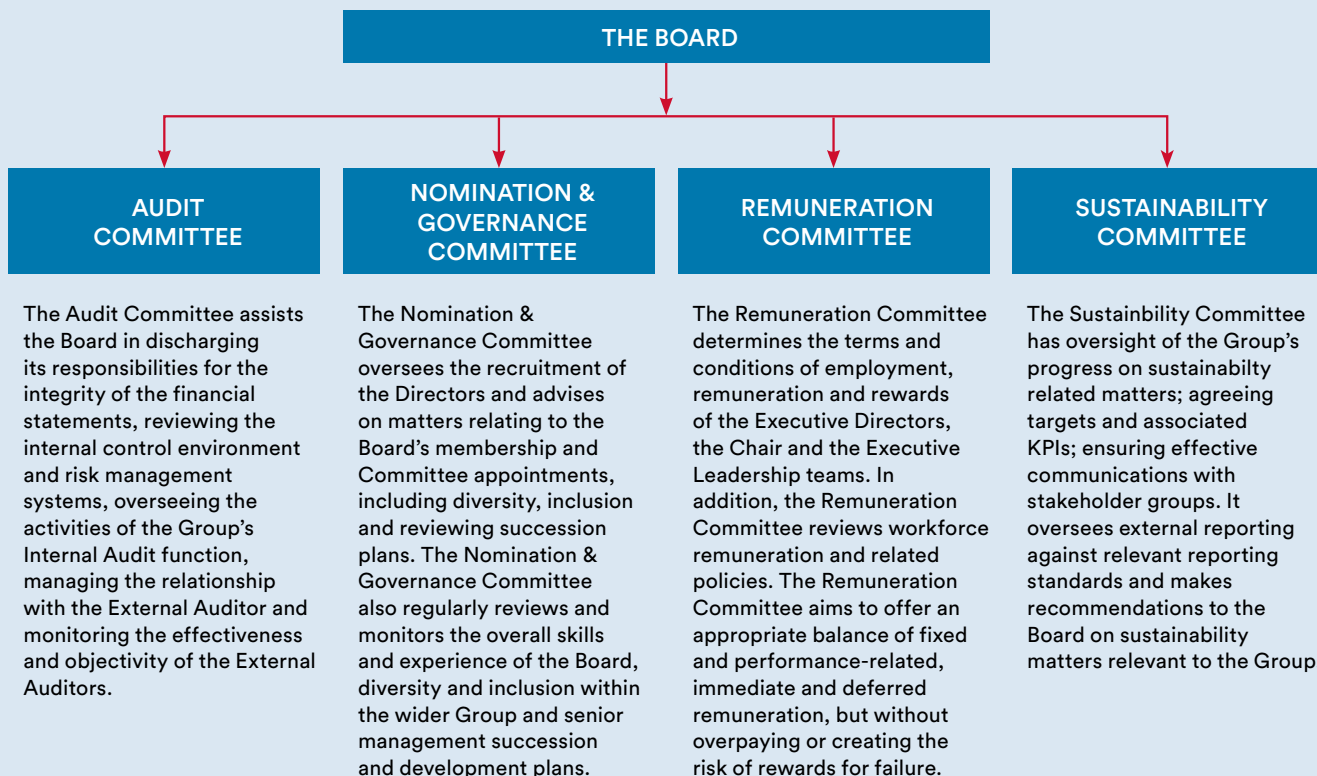 THE BOARD
AUDIT
COMMITTEE
The Audit Committee assists
the Board in discharging
its responsibilities for the
integrity of the financial
statements, reviewing the
internal control environment
and risk management
systems, overseeing the
activities of the Group's
Internal Audit function,
managing the relationship
with the External Auditor and
monitoring the effectiveness
and objectivity of the External
Auditors.
NOMINATION &
GOVERNANCE
COMMITTEE
The Nomination &
Governance Committee
oversees the recruitment of
the Directors and advises
on matters relating to the
Board's membership and
Committee appointments,
including diversity, inclusion
and reviewing succession
plans. The Nomination &
Governance Committee
also regularly reviews and
monitors the overall skills
and experience of the Board,
diversity and inclusion within
the wider Group and senior
management succession
and development plans.
REMUNERATION
COMMITTEE
The Remuneration Committee
determines the terms and
conditions of employment,
remuneration and rewards
of the Executive Directors,
the Chair and the Executive
Leadership teams. In
addition, the Remuneration
Committee reviews workforce
remuneration and related
policies. The Remuneration
Committee aims to offer an
appropriate balance of fixed
and performance-related,
immediate and deferred
remuneration, but without
overpaying or creating the
risk of rewards for failure.
SUSTAINABILITY
COMMITTEE
The Sustainbility Committee
has oversight of the Group's
progress on sustainabilty
related matters; agreeing
targets and associated
KPIs; ensuring effective
communications with
stakeholder groups. It
oversees external reporting
against relevant reporting
standards and makes
recommendations to the
Board on sustainability
matters relevant to the Group